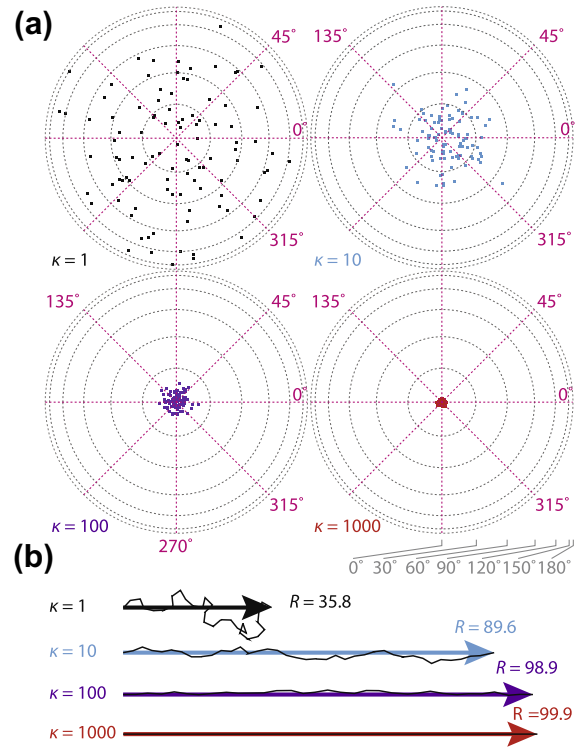 (a)
45°
135°
45°
0°
0°
315°
315°
κ = 1
κ = 10
135°
45°
135°
45°
0°
0°
315°
315°
κ = 100
270°
κ = 1000
(b)
0° 30° 60° 90° 120° 150° 180°
κ = 1
R = 35.8
κ = 10
R = 89.6
κ = 100
R = 98.9
κ = 1000
R =99.9